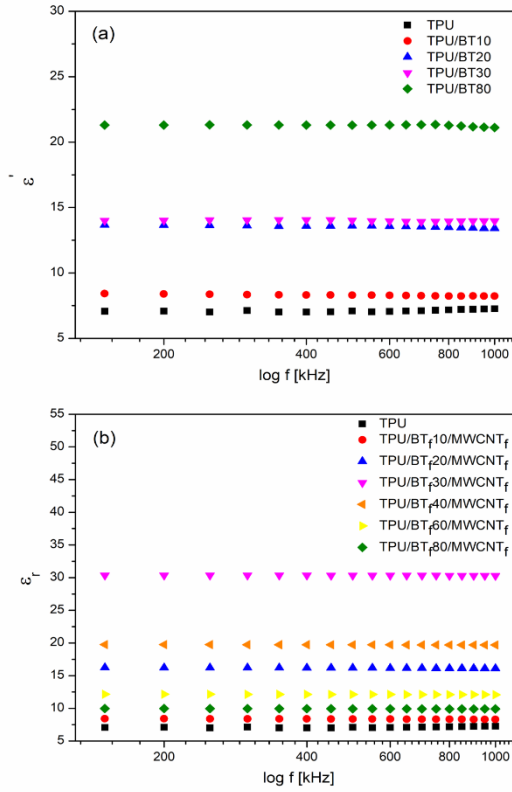 (a)
TPU
TPU/BT10
TPU/BT20
TPU/BT30
TPU/BT80
ε'
30
25
20
15
10
5
200 400 600 800 1000
log f [kHz]
(b)
TPU
TPU/BTf10/MWCNTf
TPU/BTf20/MWCNTf
TPU/BTf30/MWCNTf
TPU/BTf40/MWCNTf
TPU/BTf60/MWCNTf
TPU/BTf80/MWCNTf
εr
55
50
45
40
35
30
25
20
15
10
5
200 400 600 800 1000
log f [kHz]